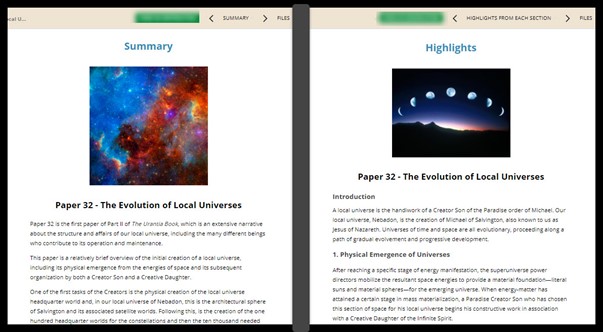 SUMMARY
FILES
Summary
Paper 32 - The Evolution of Local Universes
Paper 32 is the first paper of Part II of The Urantia Book, which is an extensive narrative
about the structure and affairs of our local universe, including the many different beings
who contribute to its operation and maintenance.
This paper is a relatively brief overview of the initial creation of a local universe,
including its physical emergence from the energies of space and its subsequent
organization by both a Creator Son and a Creative Daughter.
One of the first tasks of the Creators is the physical creation of the local universe
headquarters world and, in our local universe of Nebadon, this is the architectural sphere
of Salvington and its associated satellite worlds. Following this, is the creation of the one
hundred headquarters worlds for the constellations and then the ten thousand needed
HIGHLIGHTS FROM EACH SECTION
FILES
Highlights
Paper 32 - The Evolution of Local Universes
Introduction
A local universe is the handiwork of a Creator Son of the Paradise order of Michael. Our
local universe, Nebadon, is the creation of Michael of Salvington, also known to us as
Jesus of Nazareth. Universes of time and space are all evolutionary, proceeding along a
path of gradual evolvement and progressive development.
1. Physical Emergence of Universes
After reaching a specific stage of energy manifestation, the superuniverse power
directors mobilize the resultant space energies to provide a material foundation—literal
suns and material spheres—for the emerging universe. When energy-matter has
attained a certain stage in mass materialization, a Paradise Creator Son who has chosen
this section of space for his local universe begins his constructive work in association
with a Creative Daughter of the Infinite Spirit.